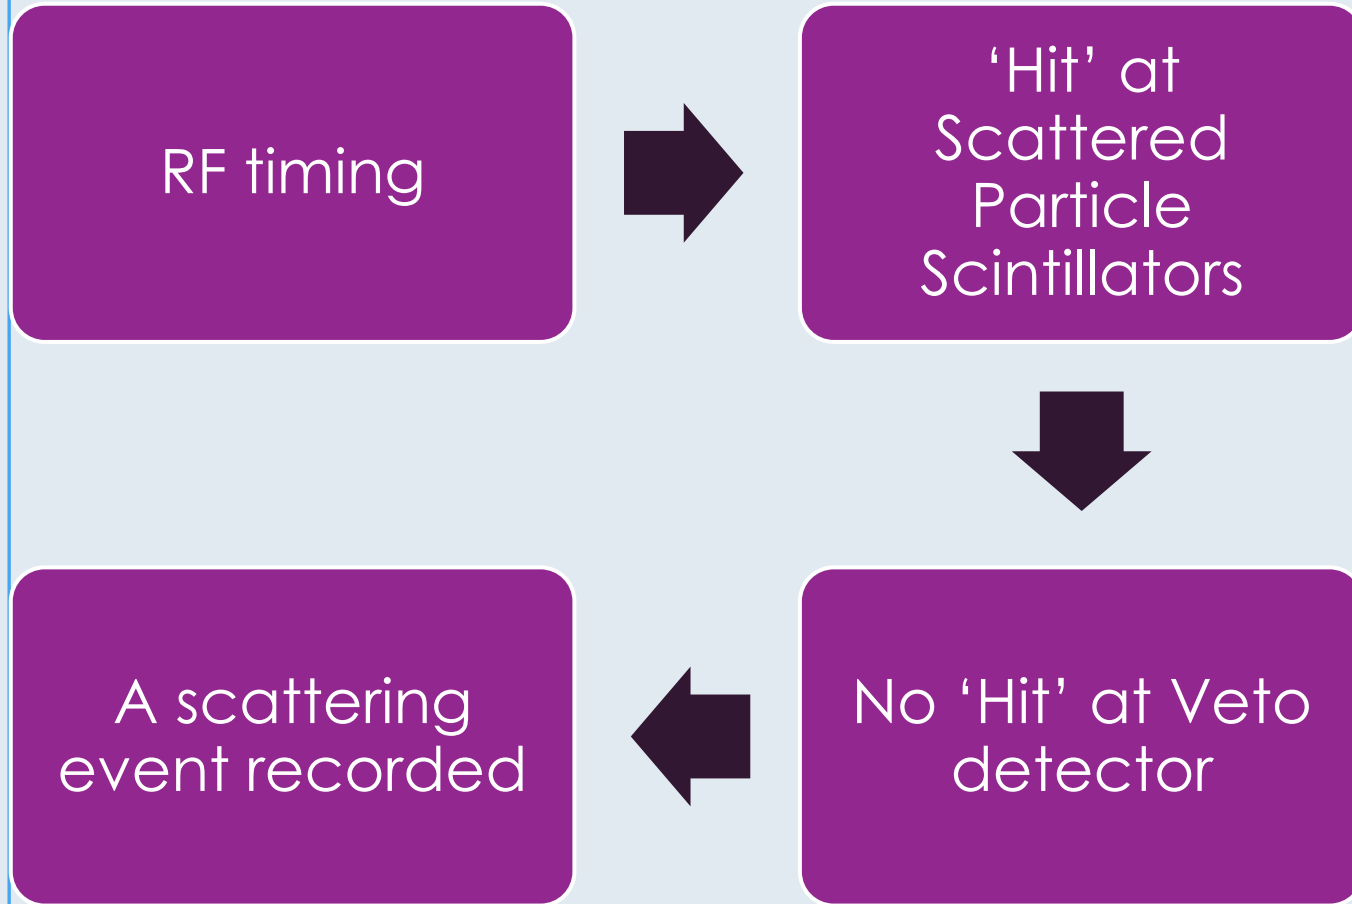 RF timing
‘Hit’ at
Scattered
Particle
Scintillators
No ‘Hit’ at Veto
detector
A scattering
event recorded